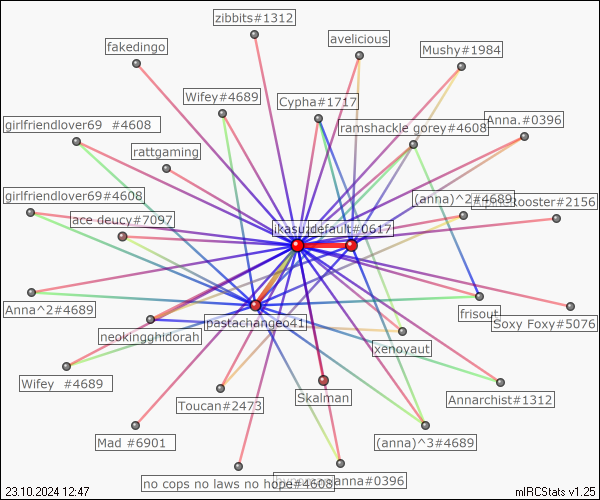 zibbits#1312
avelicious
fakedingo
Mushy#1984
Wifey#4689
Cypha#1717
Anna.#0396
girlfriendlover69 #4608
ramshackle gorey#4608
rattgaming
girlfriendlover69#4608
(anna)^2#4689
ooster#2156
ace deucy#7097
ikasu
default#0617
Anna^2#4689
pastachangeo41
frisout
Soxy Foxy#5076
neokingghidorah
xenoyaut
Wifey #4689
Toucan#2473
Skalman
Annarchist#1312
Mad #6901
(anna)^3#4689
no cops no laws no hope#4608
anna#0396
23.10.2024 12:47
mIRCStats v1.25